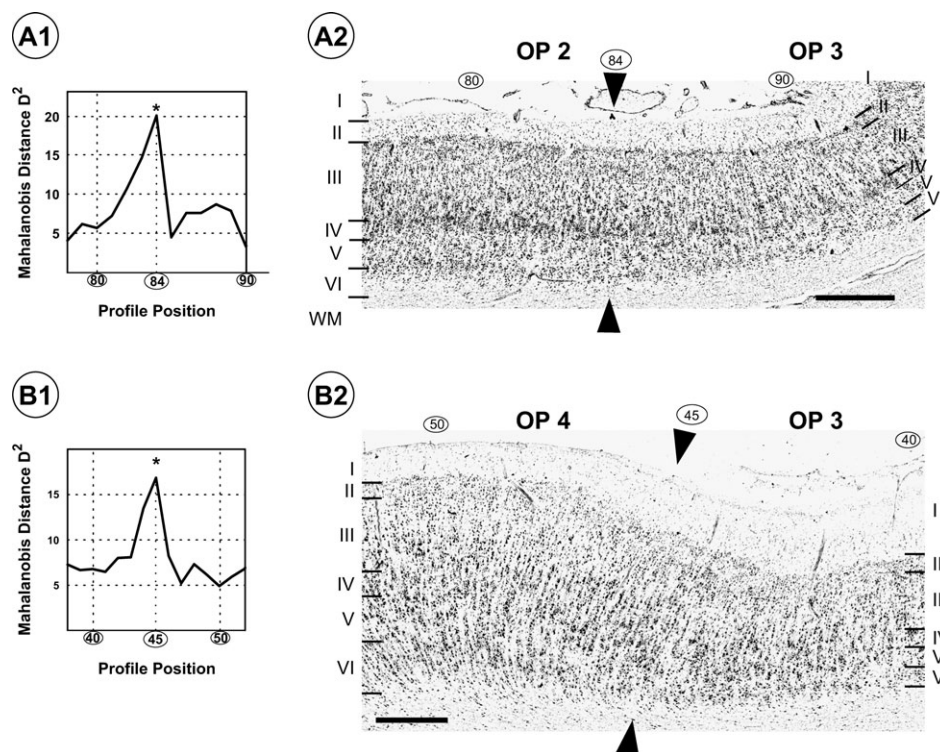 A1
Mahalanobis Distance D2
20
15
10
5
*
80
84
90
Profile Position
A2
OP 2
OP 3
80
84
90
I
II
III
IV
V
VI
WM
I
II
III
IV
V
V
B1
Mahalanobis Distance D2
15
10
5
*
40
45
50
Profile Position
B2
OP 4
OP 3
50
45
40
I
II
III
IV
V
VI
I
II
II
IV
V
V